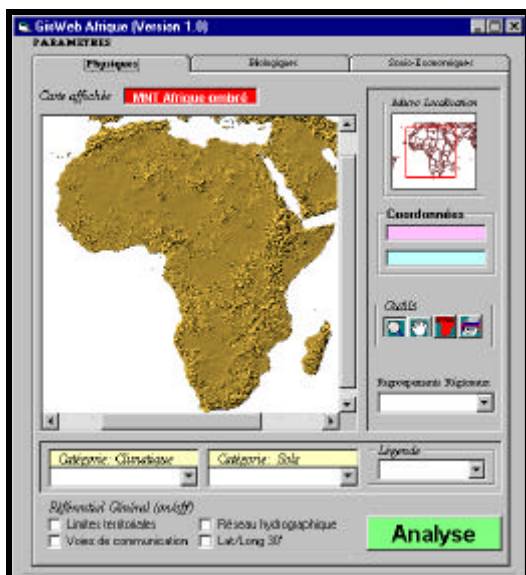 GisWeb Afrique (Version 1.0)
PARAMETRES
Physiques
Biologiques
Socio-Economiques
Carte affichée
MNT Afrique ombré
Micro Localisation
Coordonnées
Outils
Regroupements Régionaux
Catégorie: Climatique
Catégorie: Sols
Légende
Référentiel Général (on/off)
Limites territoriales
Réseau hydrographique
Voies de communication
Lat/Long 30°
Analyse